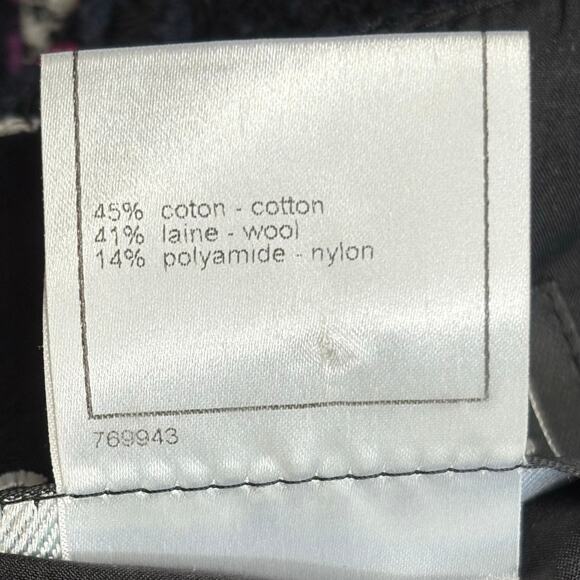 45% coton - cotton
41% laine - wool
14% polyamide - nylon
769943